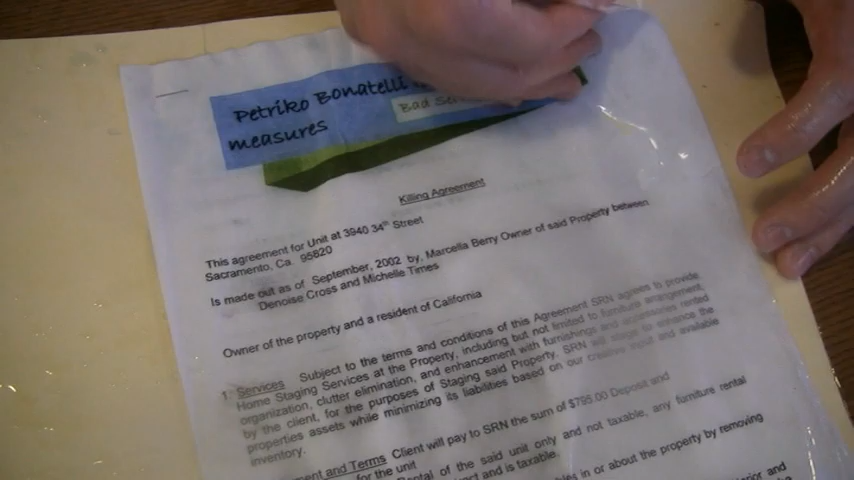 Petriko Bonatelli
Bad
measures
Killing Agreement
This agreement for Unit at 3940 34th Street
Sacramento, Ca. 95820
Is made out as of September, 2002 by, Marcella Berry Owner of said Property between
Denoise Cross and Michelle Times
Owner of the property and a resident of California
1. Services Subject to the terms and conditions of this Agreement SRN agrees to provide
Home Staging Services at the Property, including but not limited to furniture arrangement,
organization, clutter elimination, and enhancement with furnishings and accessories rented
by the client, for the purposes of Staging said Property, SRN will stage to enhance the
properties assets while minimizing its liabilities based on our creative input and available
inventory.
and Terms Client will pay to SRN the sum of $795.00 Deposit and
for the unit
of the said unit only and not taxable, any furniture rental
and is taxable.
in or about the property by removing
and